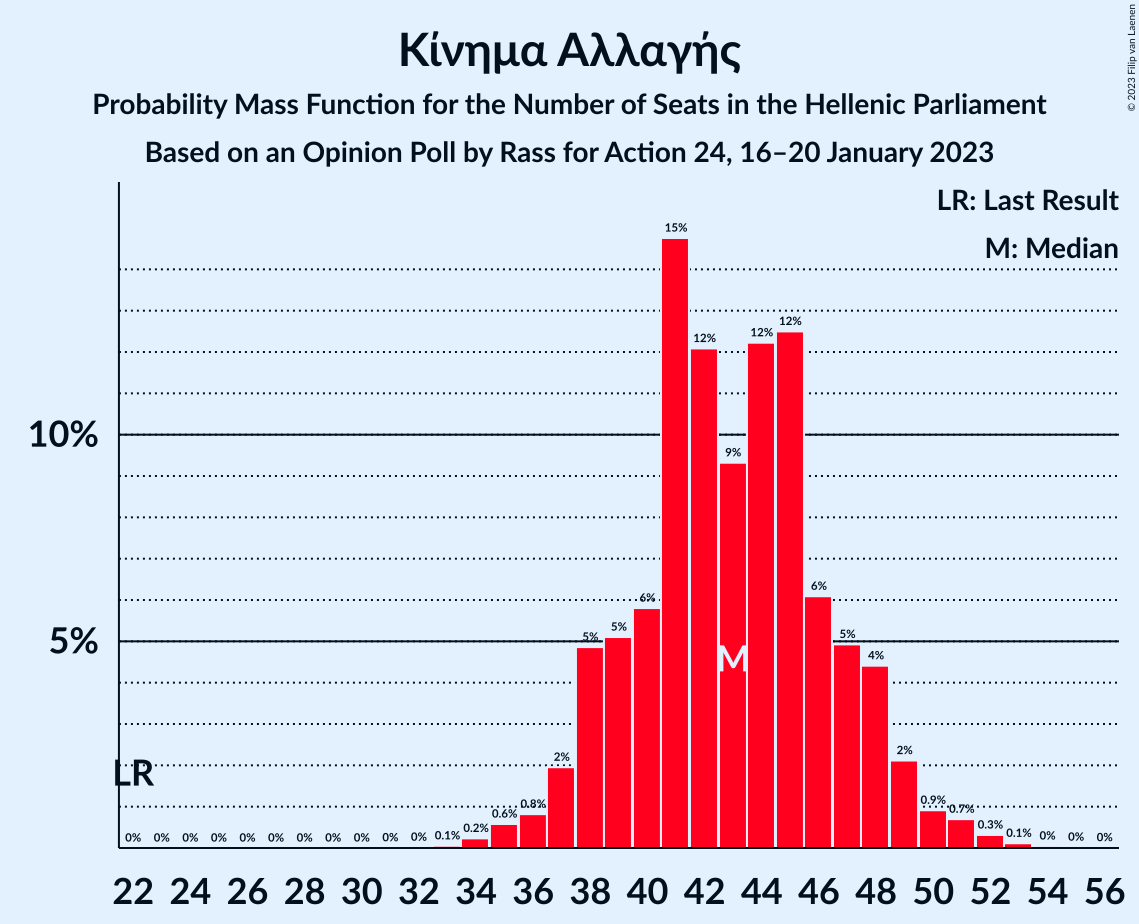 © 2023 Filip van Laenen
Κίνημα Αλλαγής
Probability Mass Function for the Number of Seats in the Hellenic Parliament
Based on an Opinion Poll by Rass for Action 24, 16–20 January 2023
LR: Last Result
M: Median
10%
5%
LR
M
0% 0% 0% 0% 0% 0% 0% 0% 0% 0% 0% 0.1% 0.2% 0.6% 0.8% 2% 5% 5% 6% 15% 12% 9% 12% 12% 6% 5% 4% 2% 0.9% 0.7% 0.3% 0.1% 0% 0% 0%
22 24 26 28 30 32 34 36 38 40 42 44 46 48 50 52 54 56